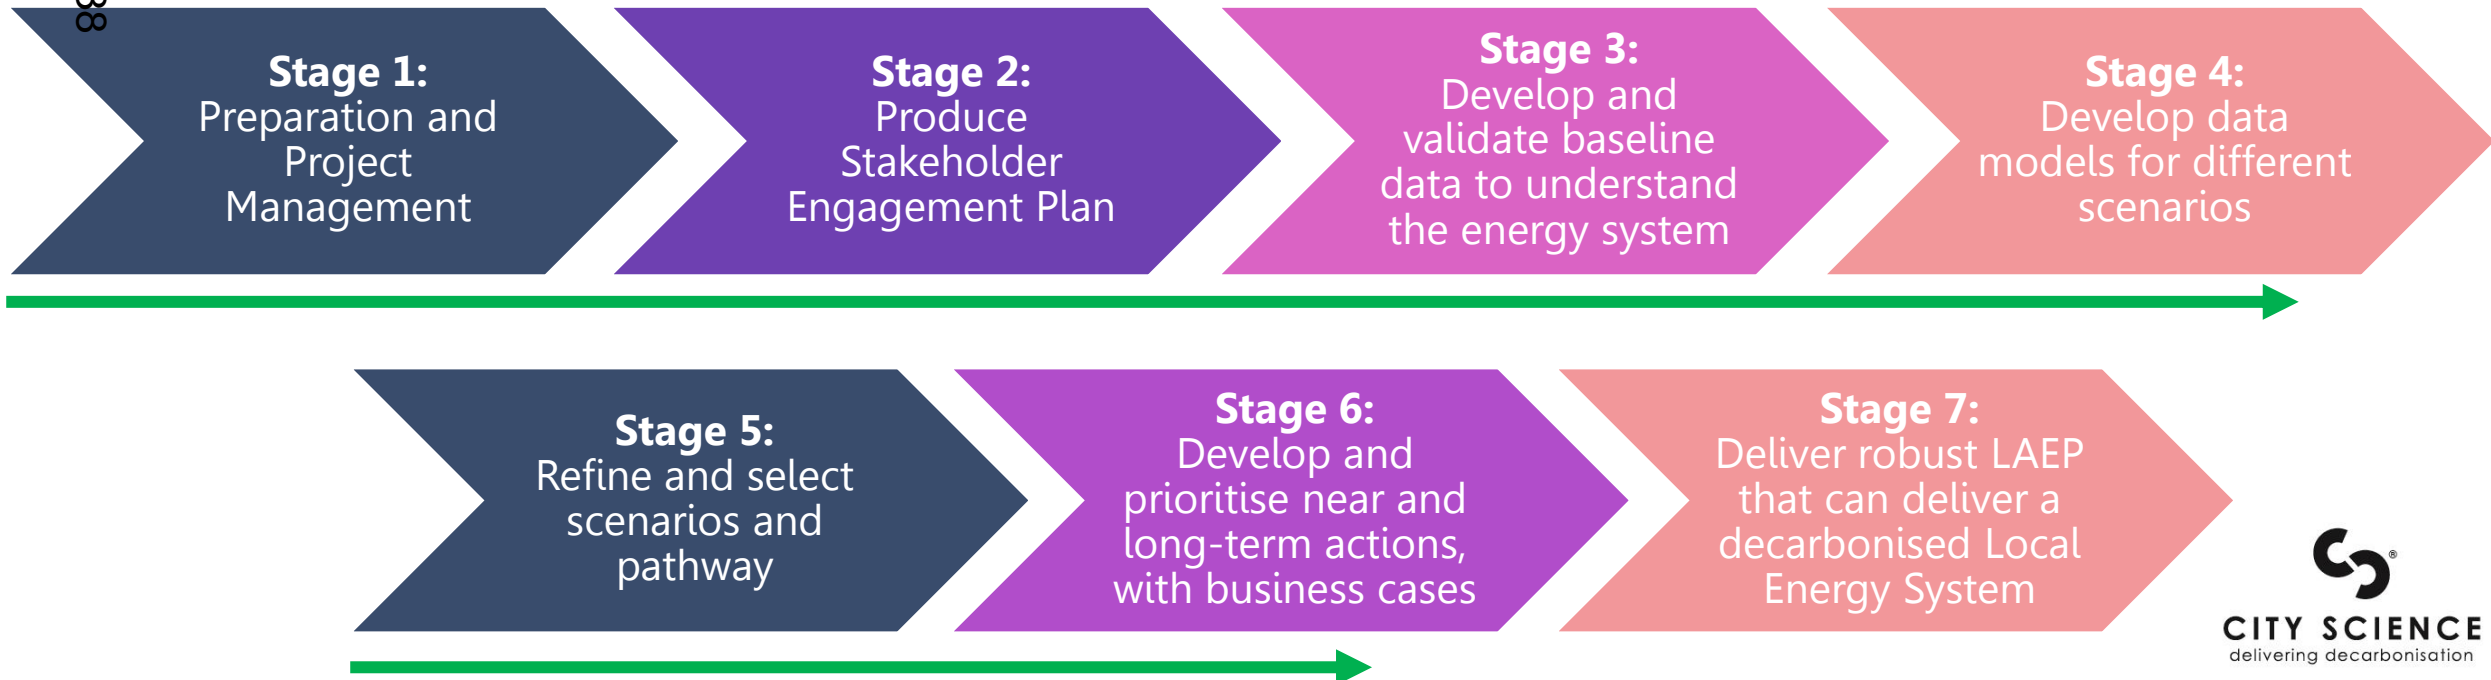 88
Stage 1:
Preparation and
Project
Management
Stage 2:
Produce
Stakeholder
Engagement Plan
Stage 3:
Develop and
validate baseline
data to understand
the energy system
Stage 4:
Develop data
models for different
scenarios
Stage 5:
Refine and select
scenarios and
pathway
Stage 6:
Develop and
prioritise near and
long-term actions,
with business cases
Stage 7:
Deliver robust LAEP
that can deliver a
decarbonised Local
Energy System
®
CITY SCIENCE
delivering decarbonisation